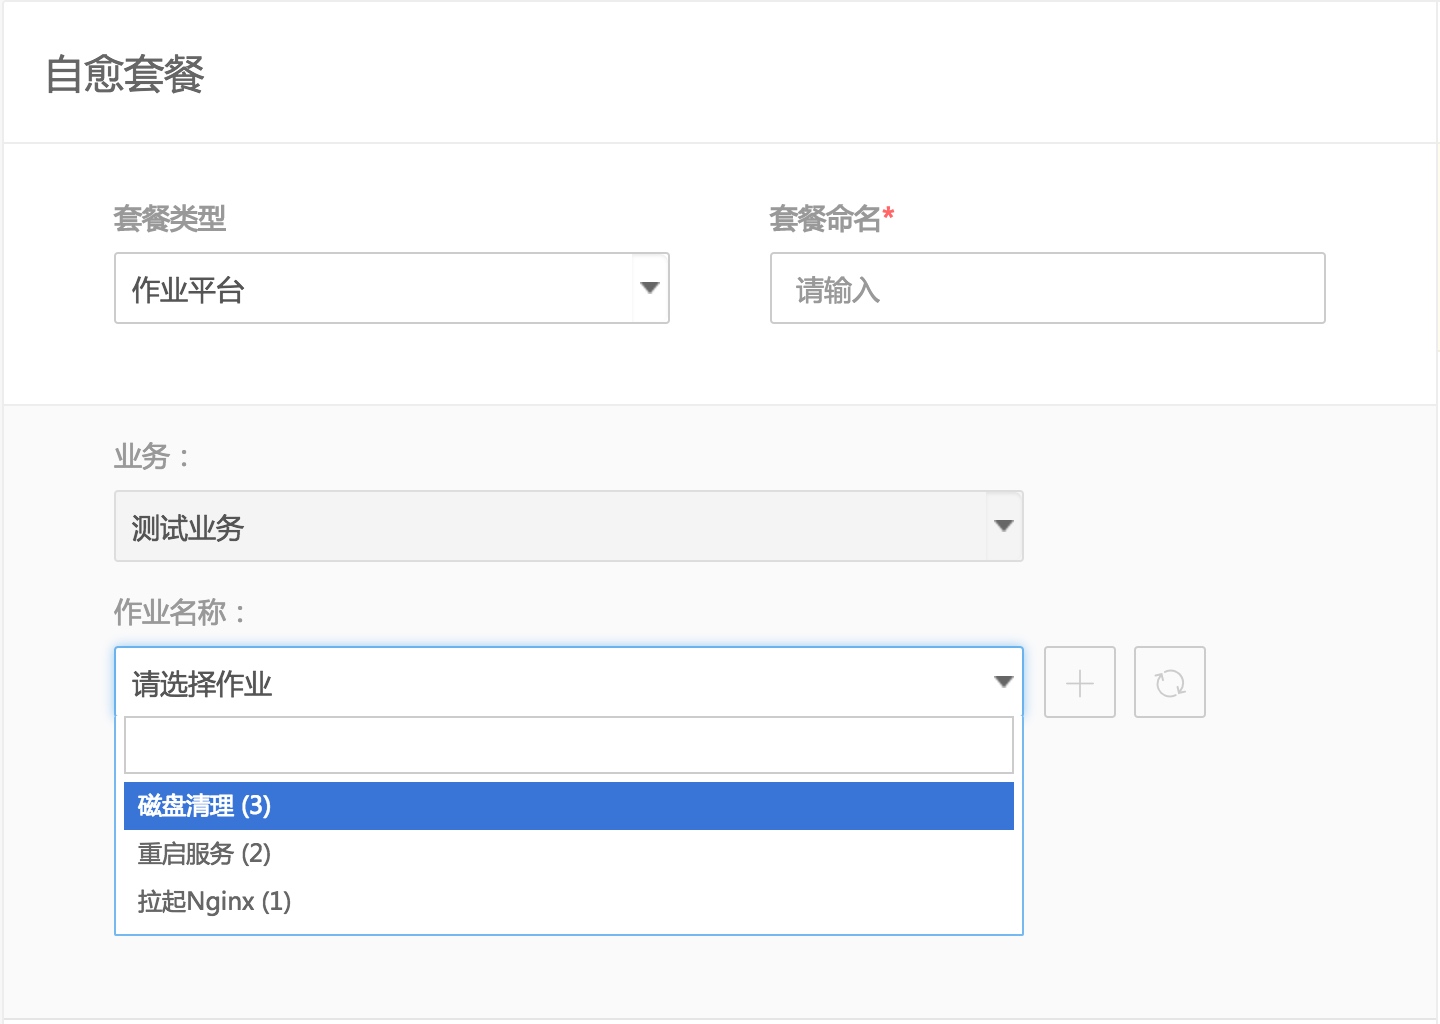 自愈套餐
套餐类型
套餐命名*
作业平台
请输入
业务：
测试业务
作业名称：
请选择作业
磁盘清理 (3)
重启服务 (2)
拉起Nginx (1)